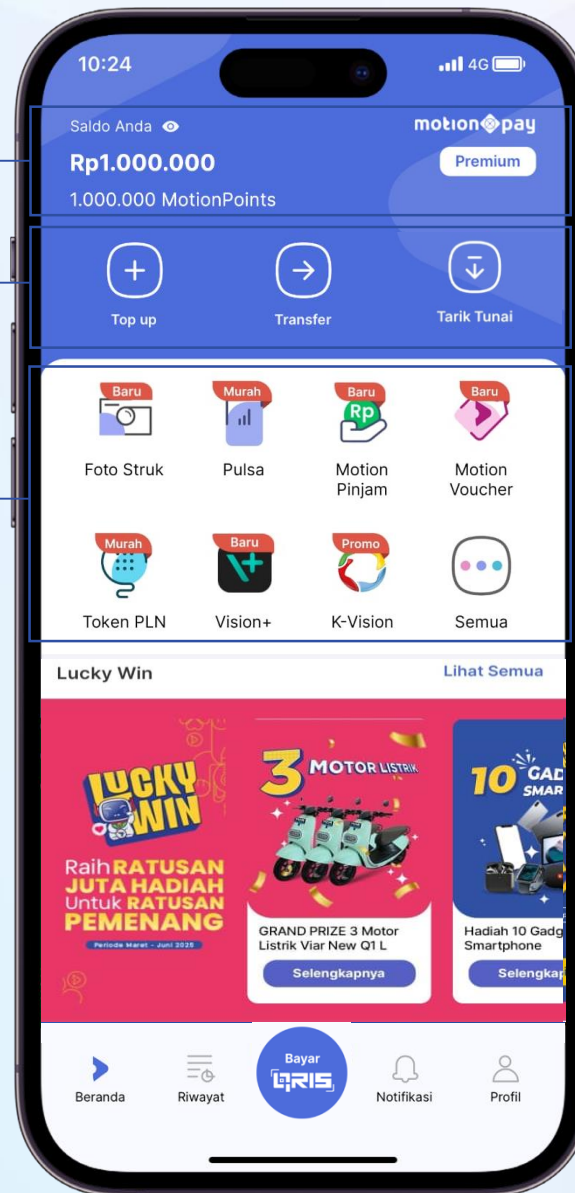 10:24
4G
Saldo Anda
motion pay
Rp1.000.000
Premium
1.000.000 MotionPoints
Top up
Transfer
Tarik Tunai
Baru
Murah
Baru
Baru
Rp
Foto Struk
Pulsa
Motion
Pinjam
Motion
Voucher
Murah
Baru
Promo
V+
Token PLN
Vision+
K-Vision
Semua
Lucky Win
Lihat Semua
LUCKY
WIN
Raih RATUSAN
JUTA HADIAH
Untuk RATUSAN
PEMENANG
Periode Maret - Juni 2025
3 MOTOR LISTRIK
GRAND PRIZE 3 Motor
Listrik Viar New Q1 L
Selengkapnya
10 GAD
SMAR
Hadiah 10 Gadg
Smartphone
Selengkap
Beranda
Riwayat
Bayar
QRIS
Notifikasi
Profil